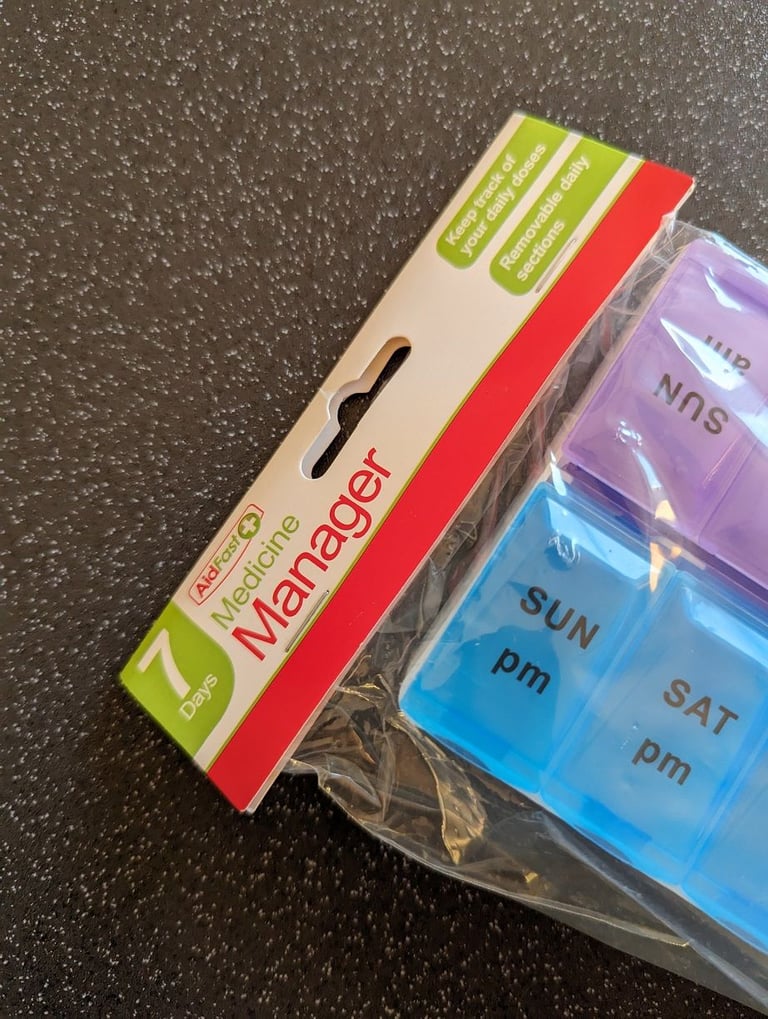 7
Days
AidFast
Medicine
Manager
Keep track of
your daily doses
Removable daily
sections
am
SUN
SUN
pm
SAT
pm